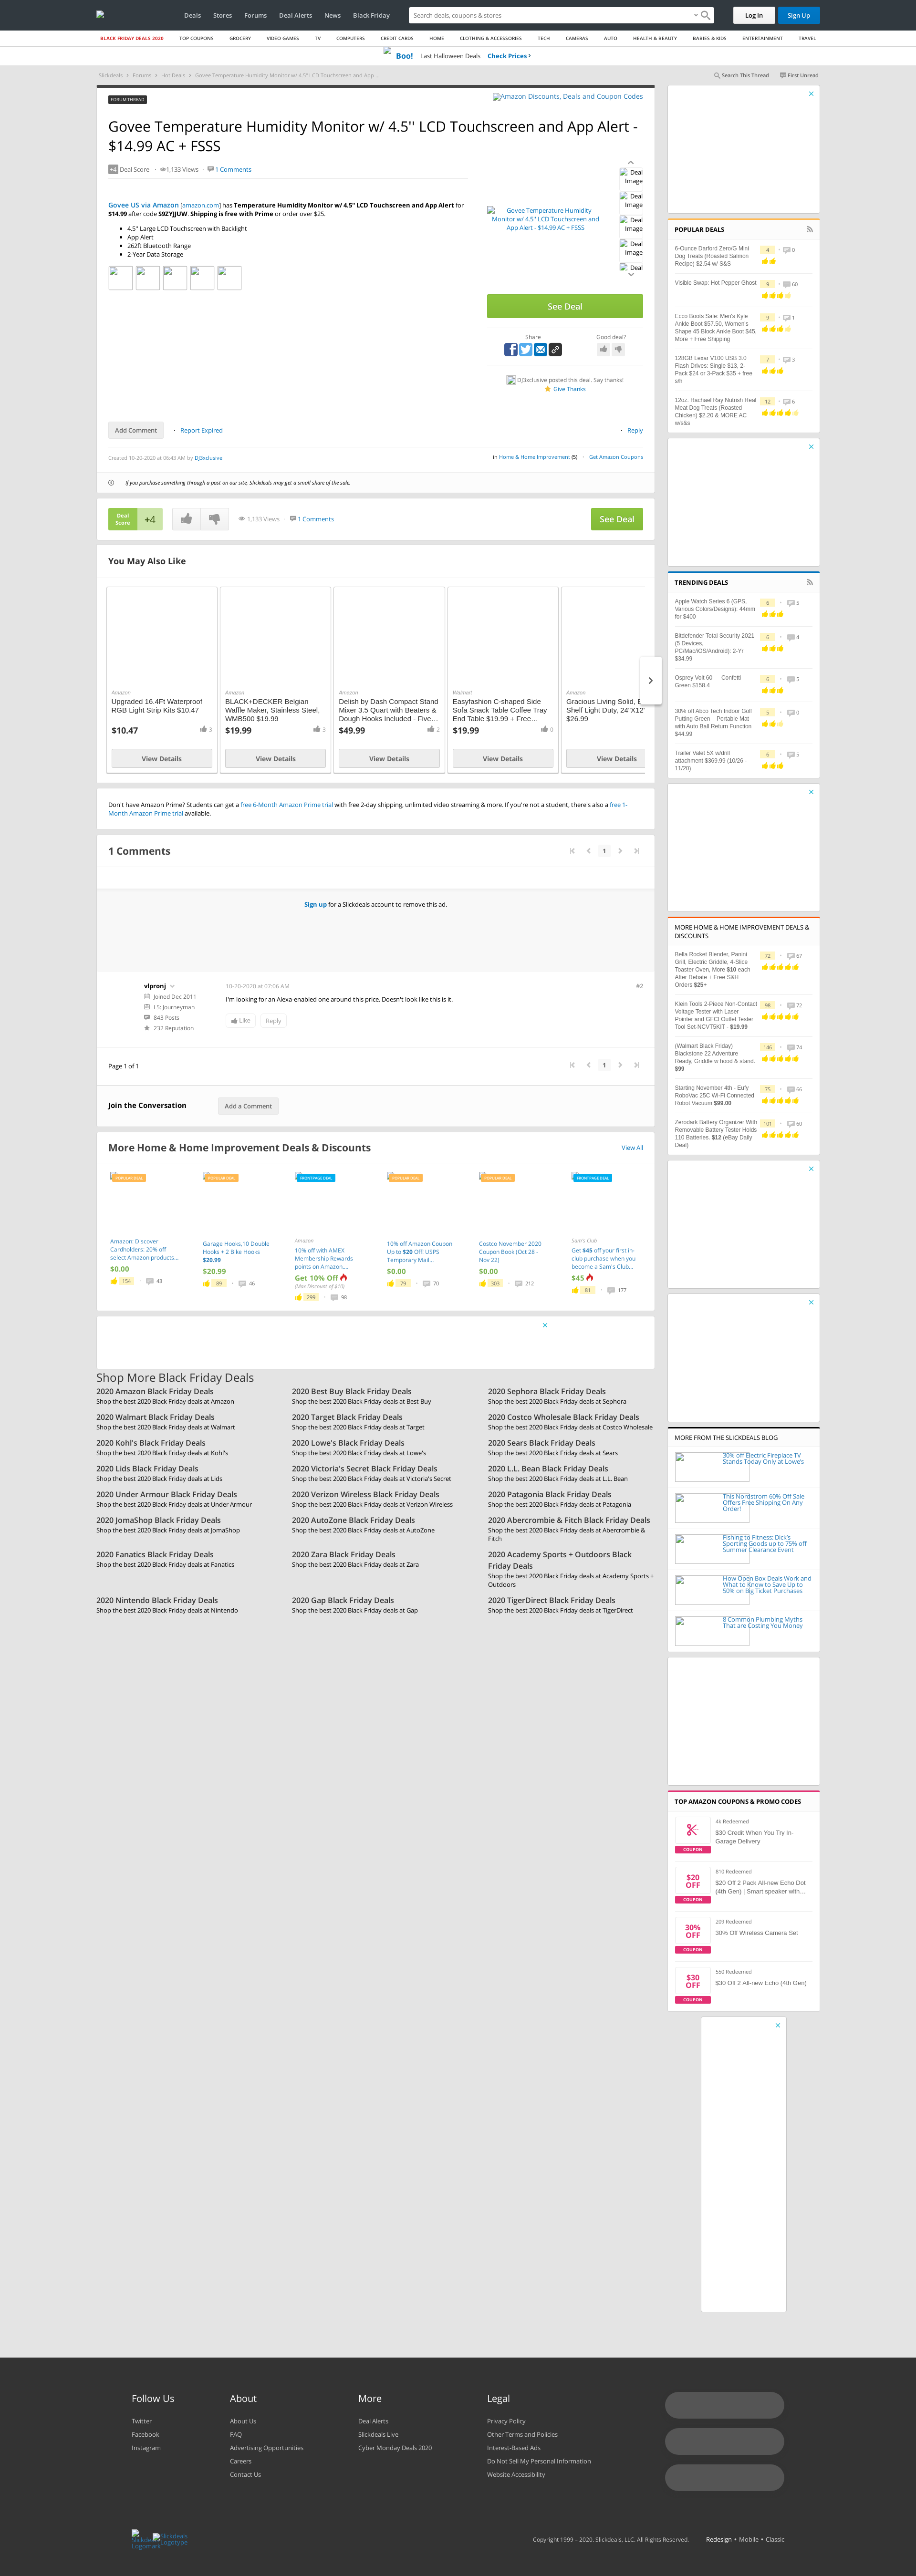 Deals Stores Forums Deal Alerts News Black Friday
Search deals, coupons & stores
Log In
Sign Up
BLACK FRIDAY DEALS 2020 TOP COUPONS GROCERY VIDEO GAMES TV COMPUTERS CREDIT CARDS HOME CLOTHING & ACCESSORIES TECH CAMERAS AUTO HEALTH & BEAUTY BABIES & KIDS ENTERTAINMENT TRAVEL
Boo! Last Halloween Deals Check Prices
Slickdeals Forums Hot Deals Govee Temperature Humidity Monitor w/ 4.5'' LCD Touchscreen and App ...
Search This Thread First Unread
FORUM THREAD
Amazon Discounts, Deals and Coupon Codes
Govee Temperature Humidity Monitor w/ 4.5'' LCD Touchscreen and App Alert - $14.99 AC + FSSS
+4 Deal Score 1,133 Views 1 Comments
Govee US via Amazon [amazon.com] has Temperature Humidity Monitor w/ 4.5'' LCD Touchscreen and App Alert for
$14.99 after code S9ZYJJUW. Shipping is free with Prime or order over $25.
4.5" Large LCD Touchscreen with Backlight
App Alert
262ft Bluetooth Range
2-Year Data Storage
Govee Temperature Humidity Monitor w/ 4.5'' LCD Touchscreen and App Alert - $14.99 AC + FSSS
Deal Image
Deal Image
Deal Image
Deal Image
Deal
See Deal
Share
Good deal?
DJ3xclusive posted this deal. Say thanks!
Give Thanks
Add Comment
Report Expired
Reply
Created 10-20-2020 at 06:43 AM by DJ3xclusive
in Home & Home Improvement (5) Get Amazon Coupons
If you purchase something through a post on our site, Slickdeals may get a small share of the sale.
Deal Score +4
1,133 Views 1 Comments
See Deal
You May Also Like
Amazon
Upgraded 16.4Ft Waterproof RGB Light Strip Kits $10.47
$10.47 3
View Details
Amazon
BLACK+DECKER Belgian Waffle Maker, Stainless Steel, WMB500 $19.99
$19.99 3
View Details
Amazon
Delish by Dash Compact Stand Mixer 3.5 Quart with Beaters & Dough Hooks Included - Five...
$49.99 2
View Details
Walmart
Easyfashion C-shaped Side Sofa Snack Table Coffee Tray End Table $19.99 + Free...
$19.99 0
View Details
Amazon
Gracious Living Solid, E
Shelf Light Duty, 24"X12
$26.99
View Details
Don't have Amazon Prime? Students can get a free 6-Month Amazon Prime trial with free 2-day shipping, unlimited video streaming & more. If you're not a student, there's also a free 1-Month Amazon Prime trial available.
1 Comments
1
Sign up for a Slickdeals account to remove this ad.
vlpronj
Joined Dec 2011
L5: Journeyman
843 Posts
232 Reputation
10-20-2020 at 07:06 AM
#2
I'm looking for an Alexa-enabled one around this price. Doesn't look like this is it.
Like
Reply
Page 1 of 1
1
Join the Conversation
Add a Comment
More Home & Home Improvement Deals & Discounts
View All
POPULAR DEAL
Amazon: Discover Cardholders: 20% off select Amazon products...
$0.00
154 43
POPULAR DEAL
Garage Hooks,10 Double Hooks + 2 Bike Hooks $20.99
$20.99
89 46
FRONTPAGE DEAL
Amazon
10% off with AMEX Membership Rewards points on Amazon....
Get 10% Off
(Max Discount of $10)
299 98
POPULAR DEAL
10% off Amazon Coupon Up to $20 Off! USPS Temporary Mail...
$0.00
79 70
POPULAR DEAL
Costco November 2020 Coupon Book (Oct 28 - Nov 22)
$0.00
303 212
FRONTPAGE DEAL
Sam's Club
Get $45 off your first in-club purchase when you become a Sam's Club...
$45
81 177
Shop More Black Friday Deals
2020 Amazon Black Friday Deals
Shop the best 2020 Black Friday deals at Amazon
2020 Best Buy Black Friday Deals
Shop the best 2020 Black Friday deals at Best Buy
2020 Sephora Black Friday Deals
Shop the best 2020 Black Friday deals at Sephora
2020 Walmart Black Friday Deals
Shop the best 2020 Black Friday deals at Walmart
2020 Target Black Friday Deals
Shop the best 2020 Black Friday deals at Target
2020 Costco Wholesale Black Friday Deals
Shop the best 2020 Black Friday deals at Costco Wholesale
2020 Kohl's Black Friday Deals
Shop the best 2020 Black Friday deals at Kohl's
2020 Lowe's Black Friday Deals
Shop the best 2020 Black Friday deals at Lowe's
2020 Sears Black Friday Deals
Shop the best 2020 Black Friday deals at Sears
2020 Lids Black Friday Deals
Shop the best 2020 Black Friday deals at Lids
2020 Victoria's Secret Black Friday Deals
Shop the best 2020 Black Friday deals at Victoria's Secret
2020 L.L. Bean Black Friday Deals
Shop the best 2020 Black Friday deals at L.L. Bean
2020 Under Armour Black Friday Deals
Shop the best 2020 Black Friday deals at Under Armour
2020 Verizon Wireless Black Friday Deals
Shop the best 2020 Black Friday deals at Verizon Wireless
2020 Patagonia Black Friday Deals
Shop the best 2020 Black Friday deals at Patagonia
2020 JomaShop Black Friday Deals
Shop the best 2020 Black Friday deals at JomaShop
2020 AutoZone Black Friday Deals
Shop the best 2020 Black Friday deals at AutoZone
2020 Abercrombie & Fitch Black Friday Deals
Shop the best 2020 Black Friday deals at Abercrombie & Fitch
2020 Fanatics Black Friday Deals
Shop the best 2020 Black Friday deals at Fanatics
2020 Zara Black Friday Deals
Shop the best 2020 Black Friday deals at Zara
2020 Academy Sports + Outdoors Black Friday Deals
Shop the best 2020 Black Friday deals at Academy Sports + Outdoors
2020 Nintendo Black Friday Deals
Shop the best 2020 Black Friday deals at Nintendo
2020 Gap Black Friday Deals
Shop the best 2020 Black Friday deals at Gap
2020 TigerDirect Black Friday Deals
Shop the best 2020 Black Friday deals at TigerDirect
POPULAR DEALS
6-Ounce Darford Zero/G Mini Dog Treats (Roasted Salmon Recipe) $2.54 w/ S&S
4 0
Visible Swap: Hot Pepper Ghost
9 60
Ecco Boots Sale: Men's Kyle Ankle Boot $57.50, Women's Shape 45 Block Ankle Boot $45, More + Free Shipping
9 1
128GB Lexar V100 USB 3.0 Flash Drives: Single $13, 2-Pack $24 or 3-Pack $35 + free s/h
7 3
12oz. Rachael Ray Nutrish Real Meat Dog Treats (Roasted Chicken) $2.20 & MORE AC w/s&s
12 6
TRENDING DEALS
Apple Watch Series 6 (GPS, Various Colors/Designs): 44mm for $400
6 5
Bitdefender Total Security 2021 (5 Devices, PC/Mac/iOS/Android): 2-Yr $34.99
6 4
Osprey Volt 60 — Confetti Green $158.4
6 5
30% off Abco Tech Indoor Golf Putting Green – Portable Mat with Auto Ball Return Function $44.99
5 0
Trailer Valet 5X w/drill attachment $369.99 (10/26 - 11/20)
6 5
MORE HOME & HOME IMPROVEMENT DEALS & DISCOUNTS
Bella Rocket Blender, Panini Grill, Electric Griddle, 4-Slice Toaster Oven, More $10 each After Rebate + Free S&H Orders $25+
72 67
Klein Tools 2-Piece Non-Contact Voltage Tester with Laser Pointer and GFCI Outlet Tester Tool Set-NCVT5KIT - $19.99
98 72
(Walmart Black Friday) Blackstone 22 Adventure Ready, Griddle w hood & stand. $99
146 74
Starting November 4th - Eufy RoboVac 25C Wi-Fi Connected Robot Vacuum $99.00
75 66
Zerodark Battery Organizer With Removable Battery Tester Holds 110 Batteries. $12 (eBay Daily Deal)
101 60
MORE FROM THE SLICKDEALS BLOG
30% off Electric Fireplace TV Stands Today Only at Lowe's
This Nordstrom 60% Off Sale Offers Free Shipping On Any Order!
Fishing to Fitness: Dick's Sporting Goods up to 75% off Summer Clearance Event
How Open Box Deals Work and What to Know to Save Up to 50% on Big Ticket Purchases
8 Common Plumbing Myths That are Costing You Money
TOP AMAZON COUPONS & PROMO CODES
COUPON
4k Redeemed
$30 Credit When You Try In-Garage Delivery
$20 OFF
COUPON
810 Redeemed
$20 Off 2 Pack All-new Echo Dot (4th Gen) | Smart speaker with...
30% OFF
COUPON
209 Redeemed
30% Off Wireless Camera Set
$30 OFF
COUPON
550 Redeemed
$30 Off 2 All-new Echo (4th Gen)
Follow Us
Twitter
Facebook
Instagram
About
About Us
FAQ
Advertising Opportunities
Careers
Contact Us
More
Deal Alerts
Slickdeals Live
Cyber Monday Deals 2020
Legal
Privacy Policy
Other Terms and Policies
Interest-Based Ads
Do Not Sell My Personal Information
Website Accessibility
Slickdeals Logotype
Copyright 1999 – 2020. Slickdeals, LLC. All Rights Reserved.
Redesign • Mobile • Classic